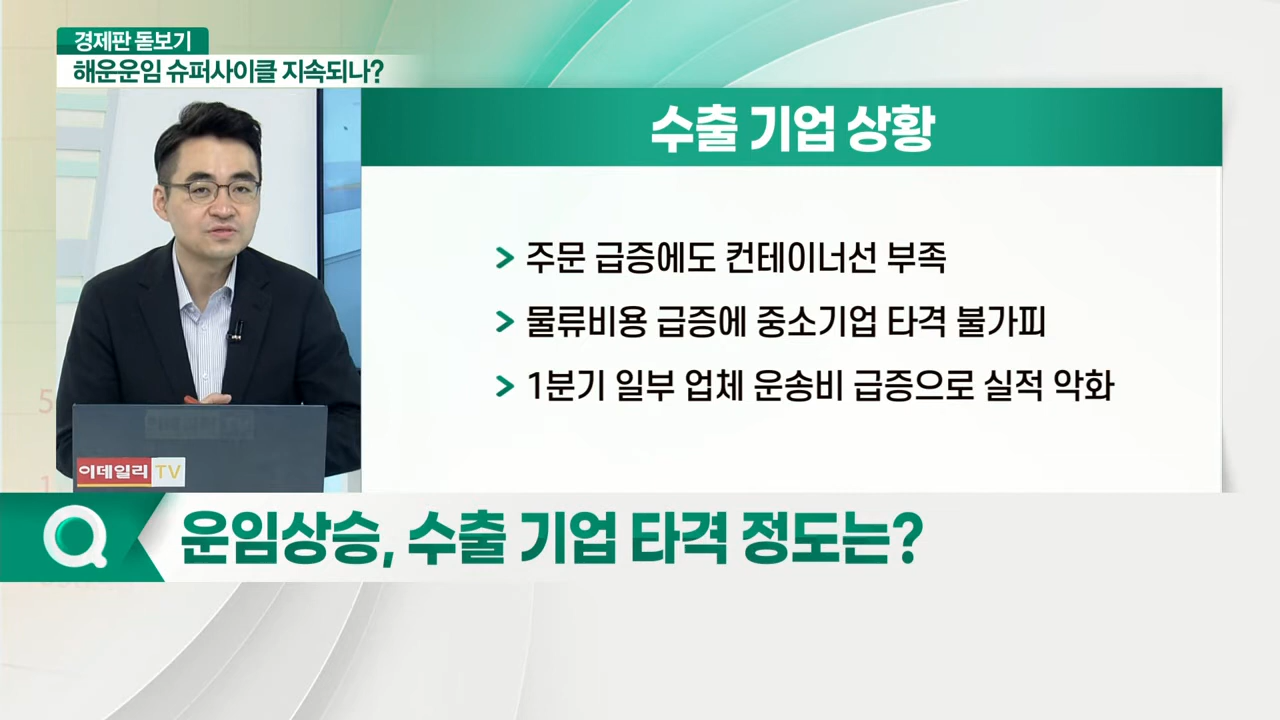 경제판 돋보기
해운운임 슈퍼사이클 지속되나?
수출 기업 상황
> 주문 급증에도 컨테이너선 부족
> 물류비용 급증에 중소기업 타격 불가피
> 1분기 일부 업체 운송비 급증으로 실적 악화
이데일리 TV
Q 운임상승, 수출 기업 타격 정도는?